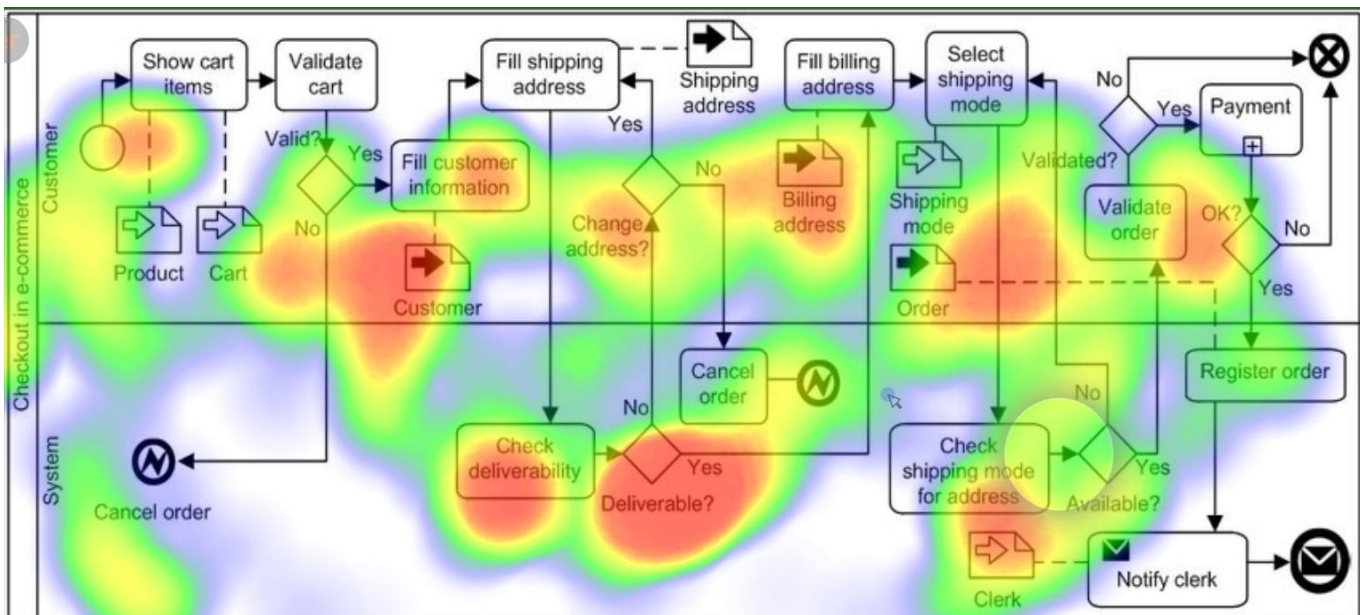 Checkout in e-commerce
Customer
Show cart
items
Validate
cart
Valid?
Yes
No
Product
Cart
Fill customer
information
Customer
Fill shipping
address
Shipping
address
Yes
Change
address?
No
Fill billing
address
Billing
address
Select
shipping
mode
Shipping
mode
Order
No
Yes
Validated?
Validate
order
Payment
OK?
No
Yes
System
Cancel order
Check
deliverability
No
Yes
Deliverable?
Cancel
order
Check
shipping mode
for address
No
Yes
Available?
Clerk
Register order
Notify clerk